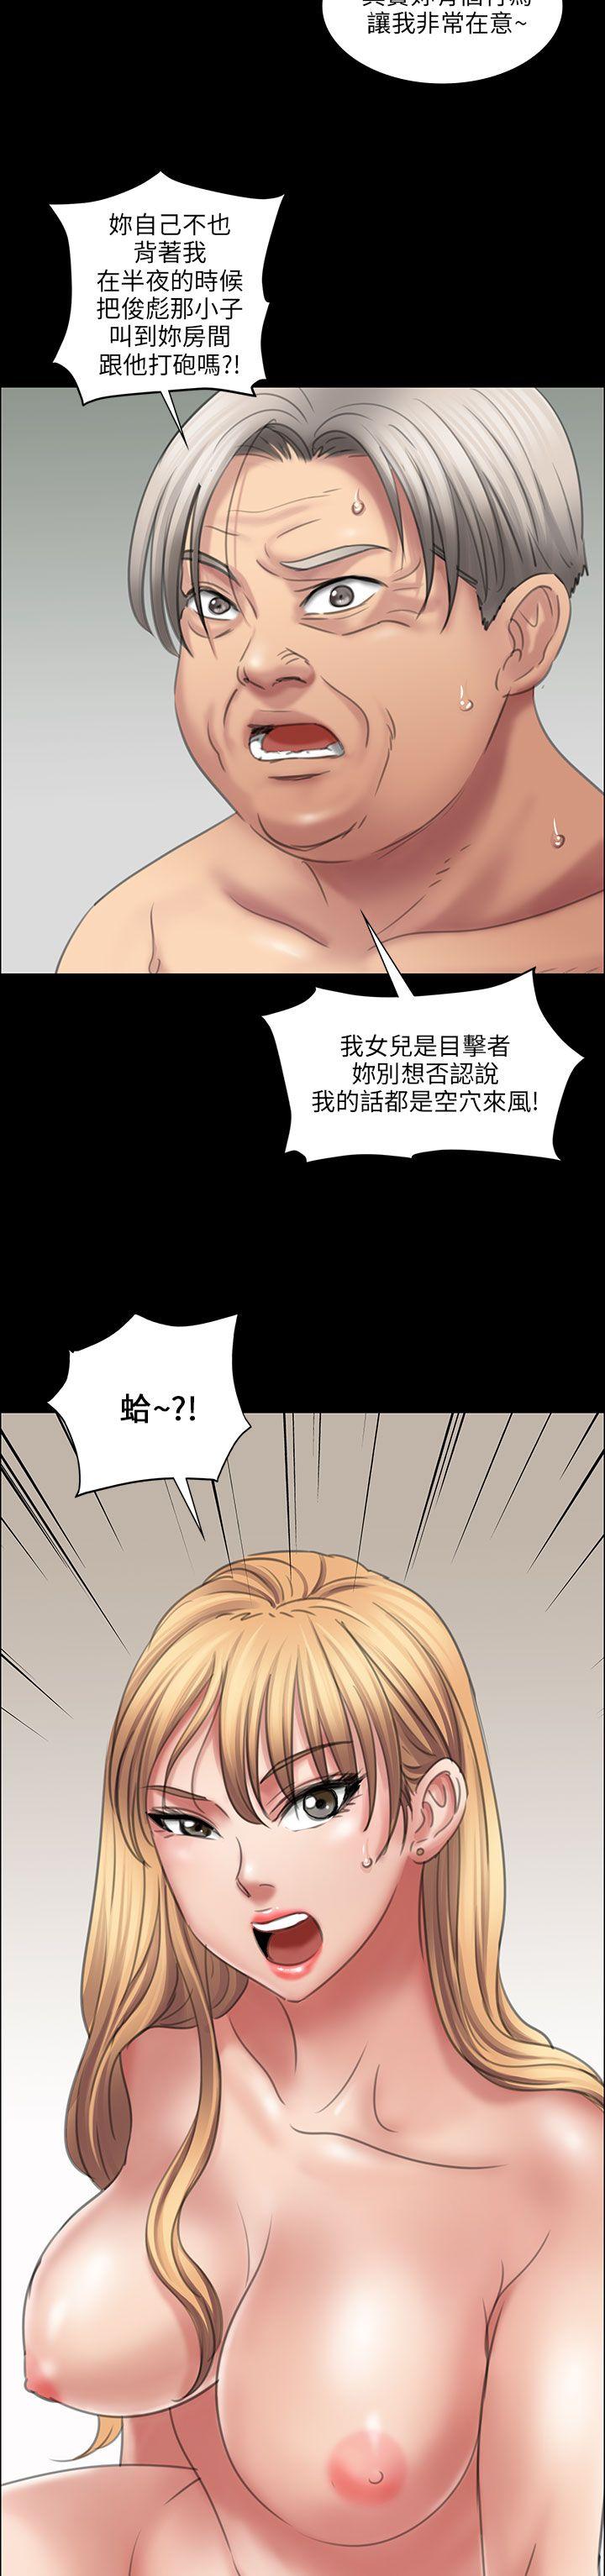 讓我非常在意~
妳自己不也
背著我
在半夜的時候
把俊彪那小子
叫到妳房間
跟他打砲嗎?!
我女兒是目擊者
妳別想否認說
我的話都是空穴來風!
蛤~?!